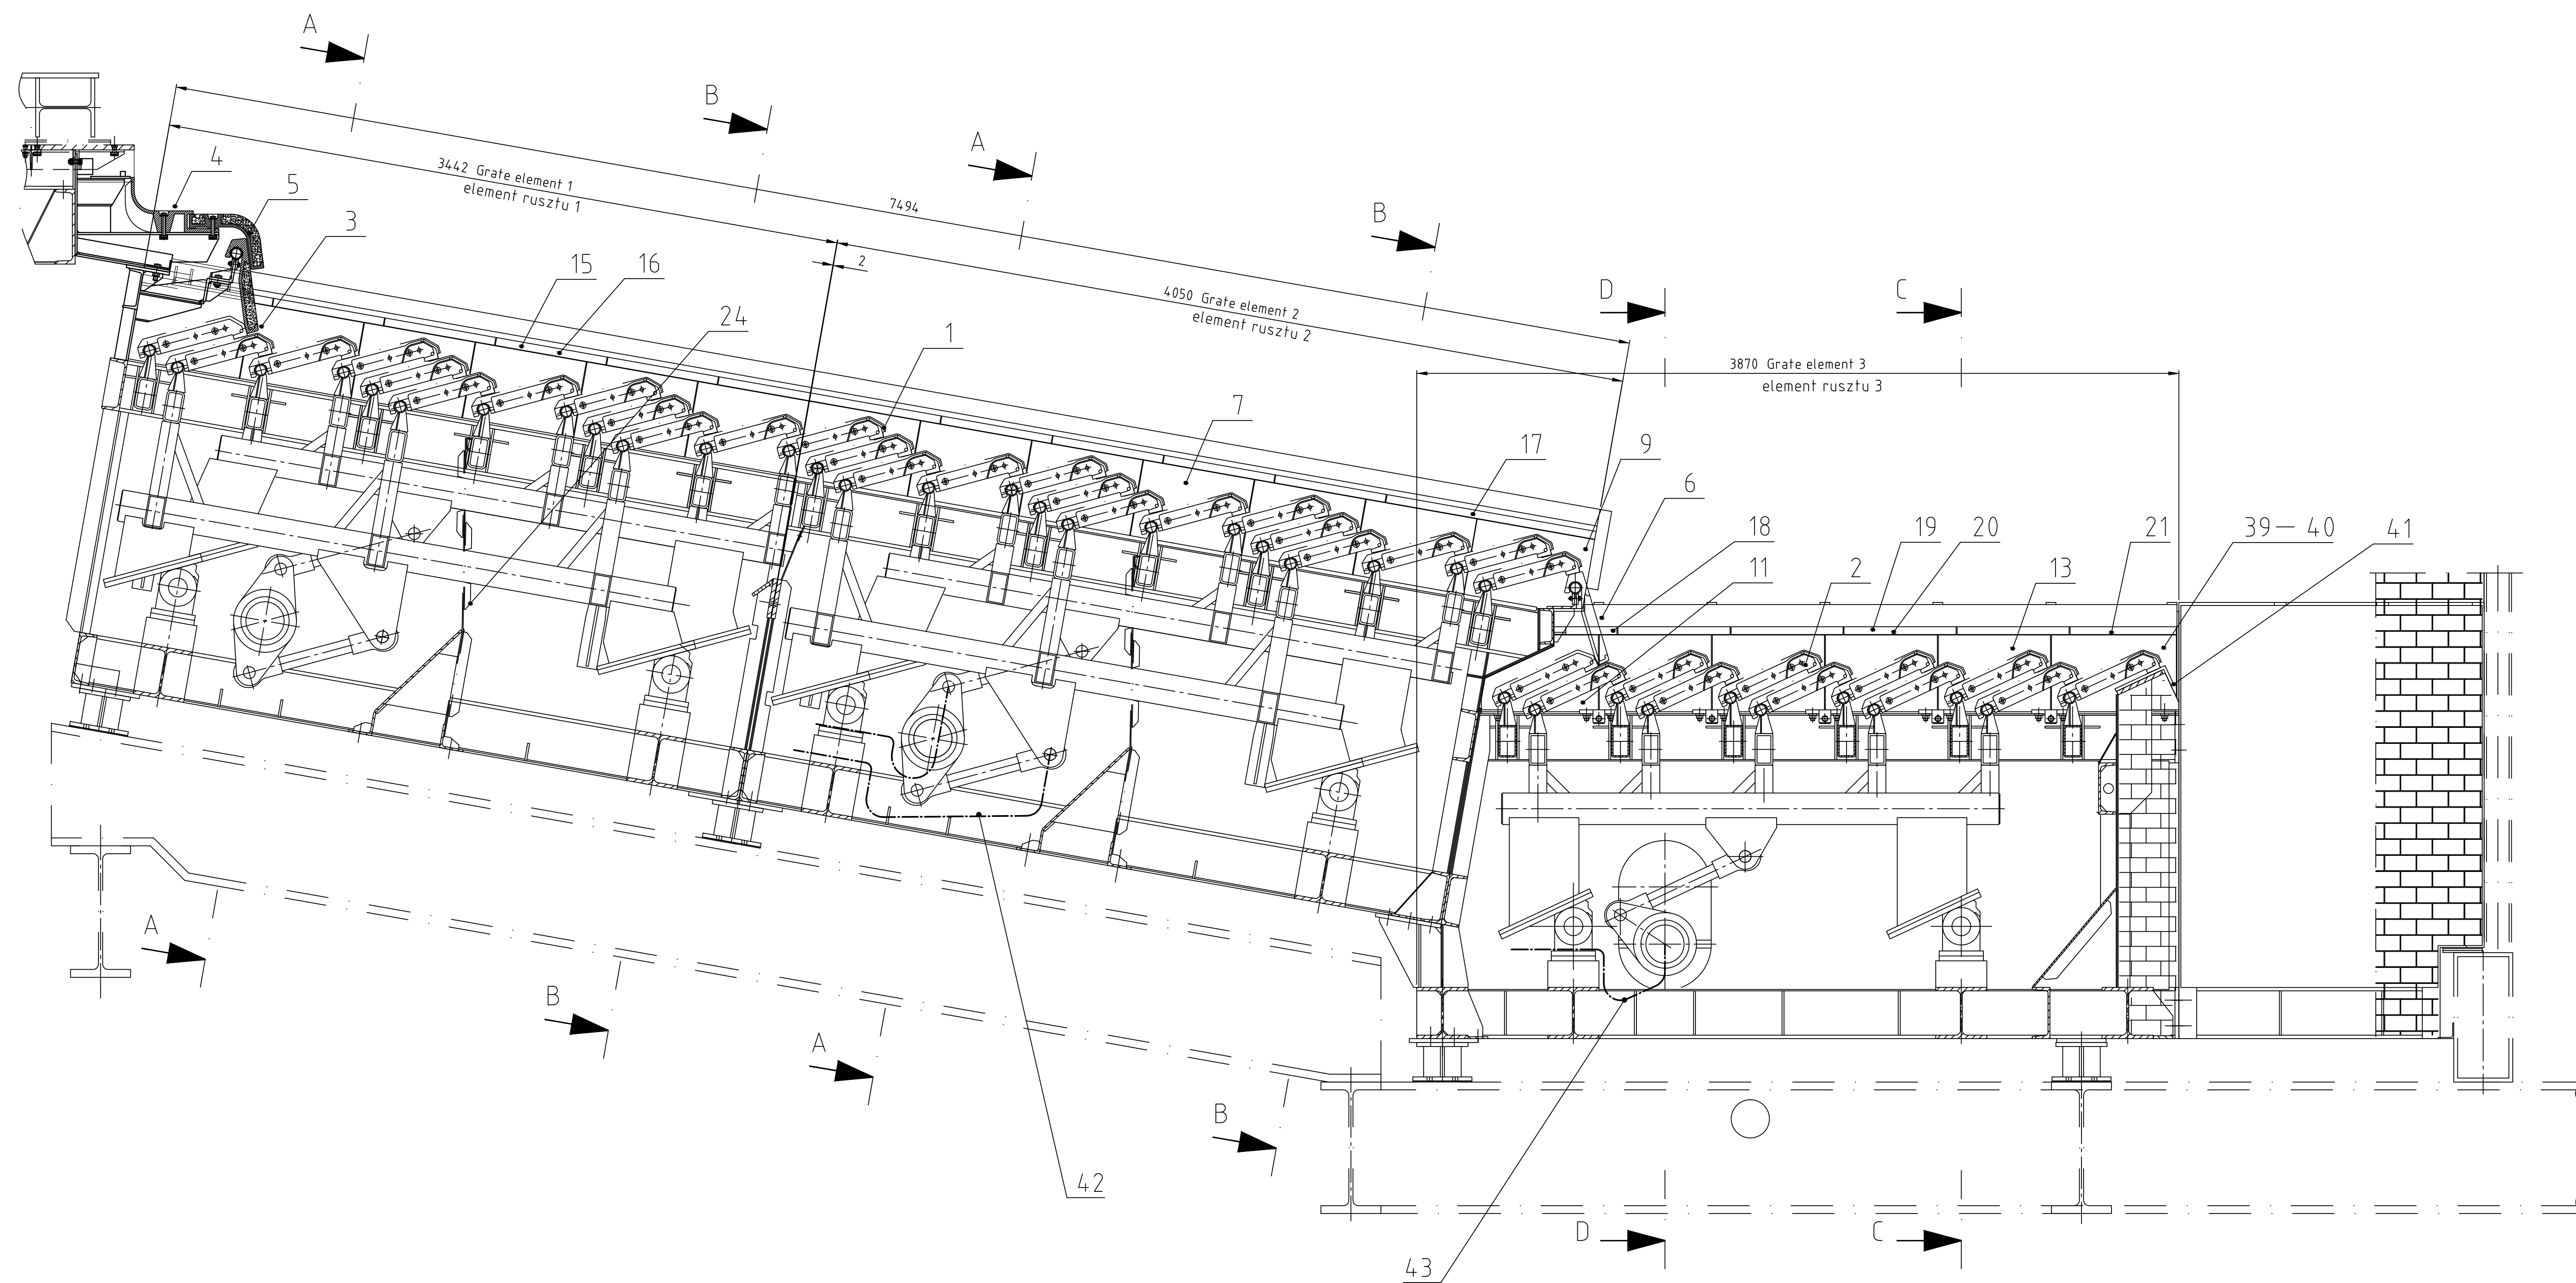 A
B
A
4
3442 Grate element 1
element rusztu 1
5
7494
B
3
15
16
2
4050 Grate element 2
element rusztu 2
D
C
24
1
3870 Grate element 3
element rusztu 3
7
17
9
6
18
19
20
21
39— 40
41
11
2
13
A
B
A
B
42
D
C
43